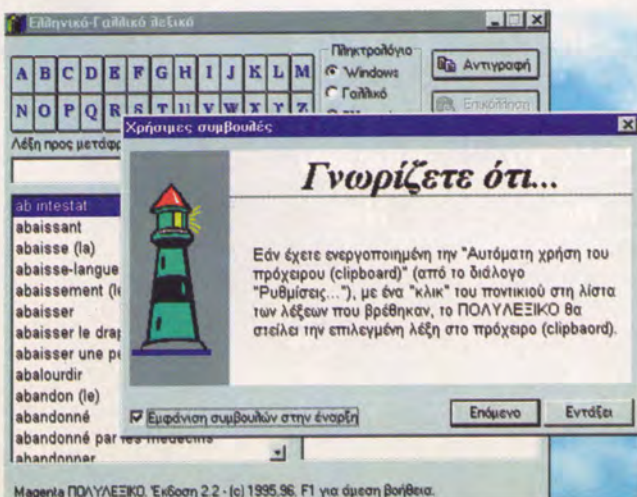 Ελληνικό-Γαλλικό λεξικό
A B C D E F G H I J K L M
N O P Q R S T U V W X Y Z
Πληκτρολόγιο
Windows
Γαλλικό
Αντιγραφή
Επικόλληση
Λέξη προς μετάφρ
ab intestat
abaissant
abaisse (la)
abaisse-langue
abaissement (le
abaisser
abaisser le drap
abaisser une pe
abalourdir
abandon (le)
abandonné
abandonné par les médecins
abandonner
Χρήσιμες συμβουλές
Γνωρίζετε ότι...
Εάν έχετε ενεργοποιημένη την "Αυτόματη χρήση του
πρόχειρου (clipboard)" (από το διάλογο
"Ρυθμίσεις..."), με ένα "κλικ" του ποντικιού στη λίστα
των λέξεων που βρέθηκαν, το ΠΟΛΥΛΕΞΙΚΟ θα
στείλει την επιλεγμένη λέξη στο πρόχειρο (clipbaord).
Εμφάνιση συμβουλών στην έναρξη
Επόμενο
Εντάξει
Magenta ΠΟΛΥΛΕΞΙΚΟ. Έκδοση 2.2 - (c) 1995,96. F1 για άμεση βοήθεια.